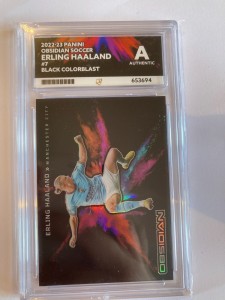 2022-23 PANINI
OBSIDIAN SOCCER
ERLING HAALAND
#7
BLACK COLORBLAST
A
AUTHENTIC
653694
ERLING HAALAND MANCHESTER CITY
OBSIDIAN